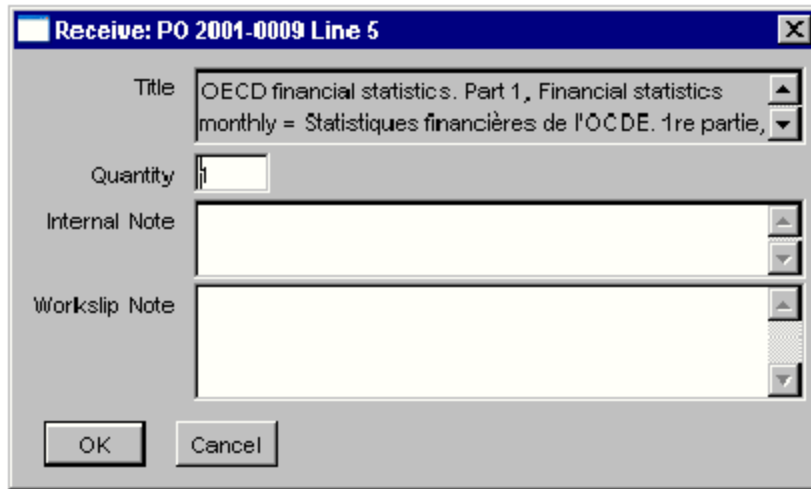 Receive: PO 2001-0009 Line 5
Title
OECD financial statistics. Part 1, Financial statistics
monthly = Statistiques financières de l'OCDE. 1re partie,
Quantity 1
Internal Note
Workslip Note
OK Cancel